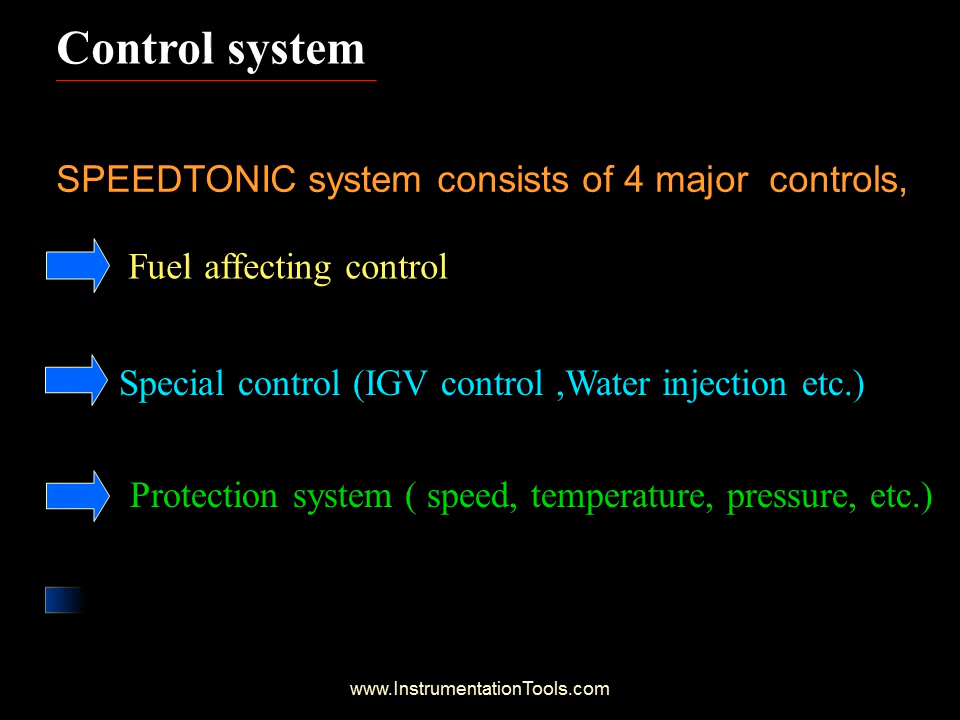 Control system
SPEEDTONIC system consists of 4 major controls,
Fuel affecting control
Special control (IGV control ,Water injection etc.)
Protection system ( speed, temperature, pressure, etc.)
www.InstrumentationTools.com